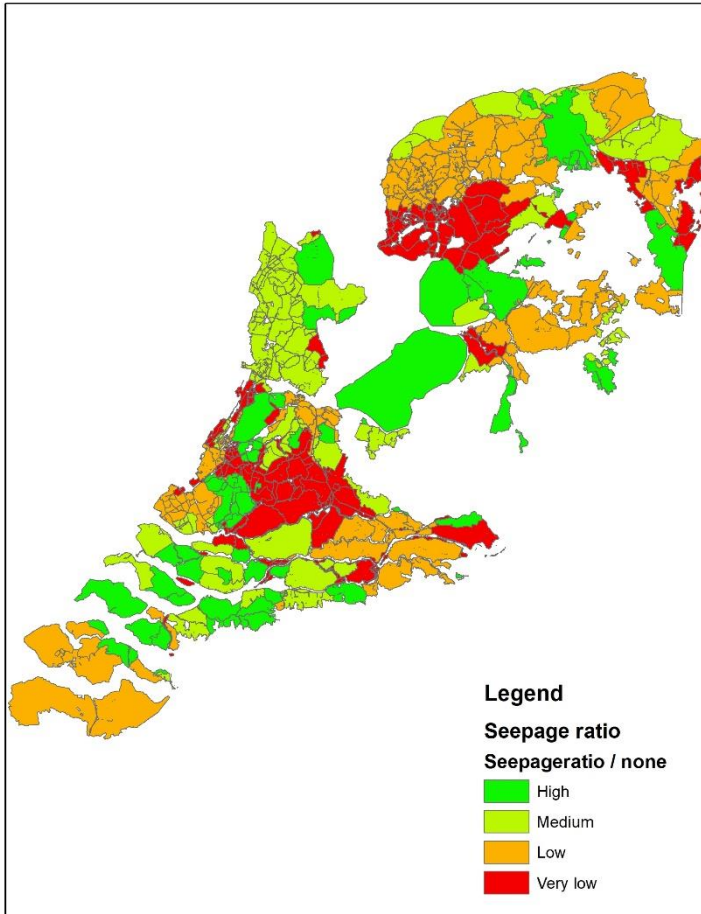 Legend
Seepage ratio
Seepageratio / none
High
Medium
Low
Very low